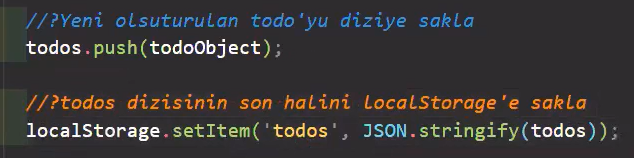 //?Yeni olsuturulan todo'yu diziye sakla
todos.push(todoObject);
//?todos dizisinin son halini localStorage'e sakla
localStorage.setItem('todos', JSON.stringify(todos));